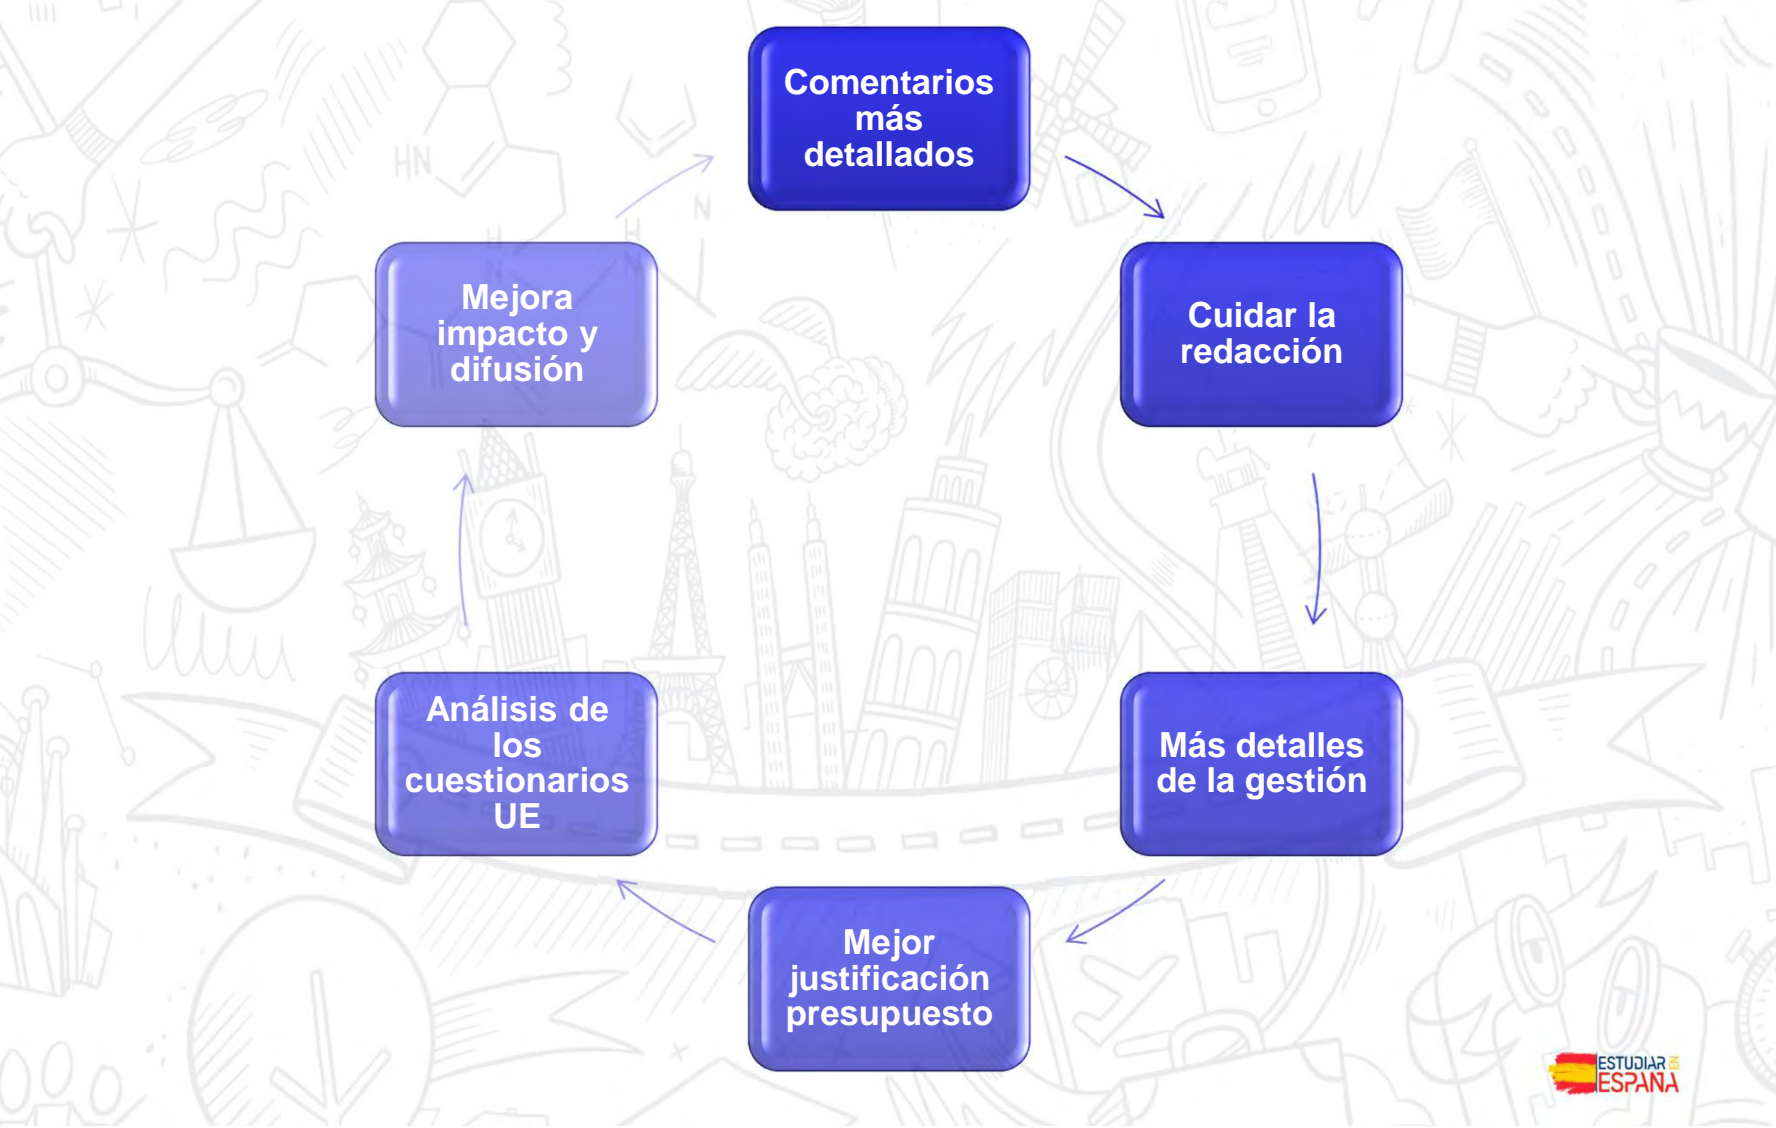 Comentarios
más
detallados
Cuidar la
redacción
Más detalles
de la gestión
Mejor
justificación
presupuesto
Análisis de
los
cuestionarios
UE
Mejora
impacto y
difusión
HN
N
H
N
H
N
ESTUDIAR EN
ESPAÑA